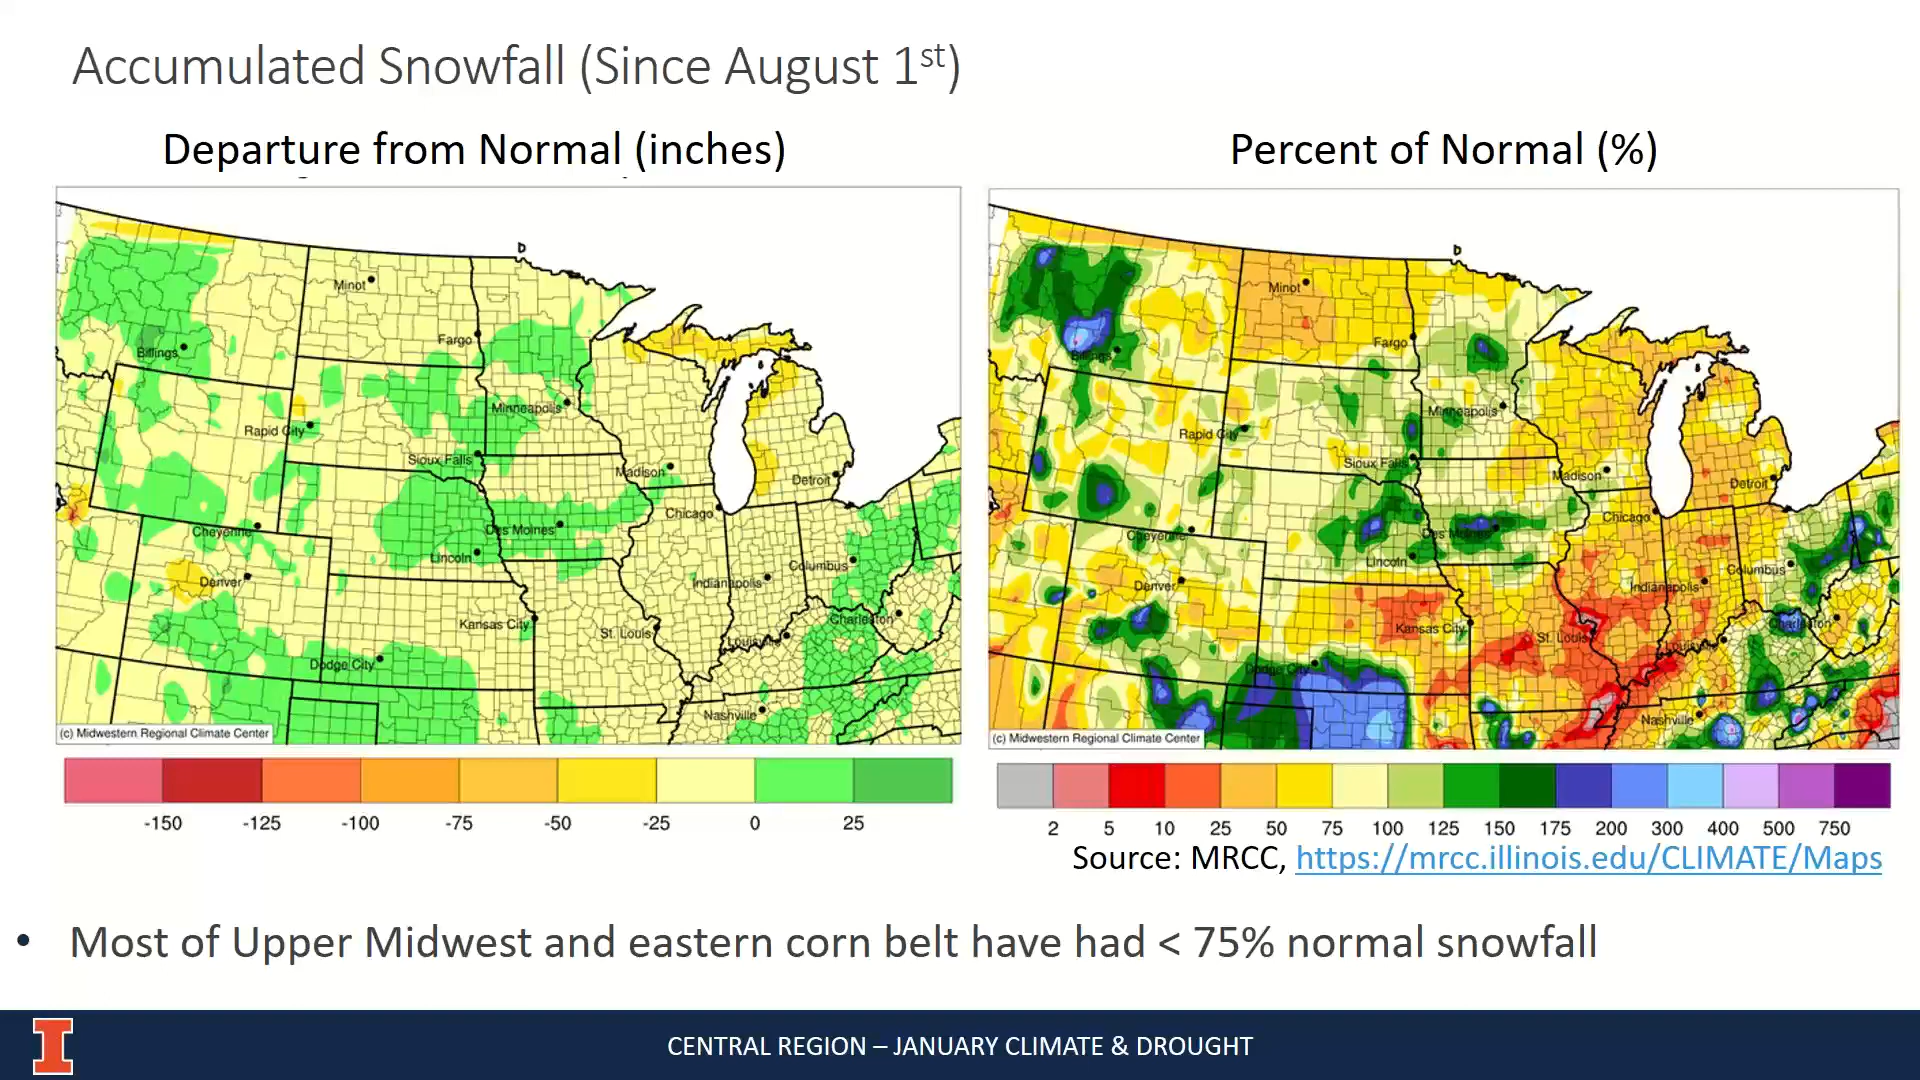 Accumulated Snowfall (Since August 1st)
Departure from Normal (inches)
Percent of Normal (%)
Minot
Fargo
Billings
Minneapolis
Rapid City
Sioux Falls
Madison
Detroit
Chicago
Cheyenne
Des Moines
Lincoln
Columbus
Denver
Indianapolis
Charleston
Kansas City
St. Louis
Louisville
Dodge City
Nashville
(c) Midwestern Regional Climate Center
-150 -125 -100 -75 -50 -25 0 25
Minot
Fargo
Billings
Minneapolis
Rapid City
Sioux Falls
Madison
Detroit
Chicago
Cheyenne
Des Moines
Lincoln
Columbus
Denver
Indianapolis
Charleston
Kansas City
St. Louis
Louisville
Dodge City
Nashville
(c) Midwestern Regional Climate Center
2 5 10 25 50 75 100 125 150 175 200 300 400 500 750
Source: MRCC, https://mrcc.illinois.edu/CLIMATE/Maps
• Most of Upper Midwest and eastern corn belt have had < 75% normal snowfall
I
CENTRAL REGION – JANUARY CLIMATE & DROUGHT